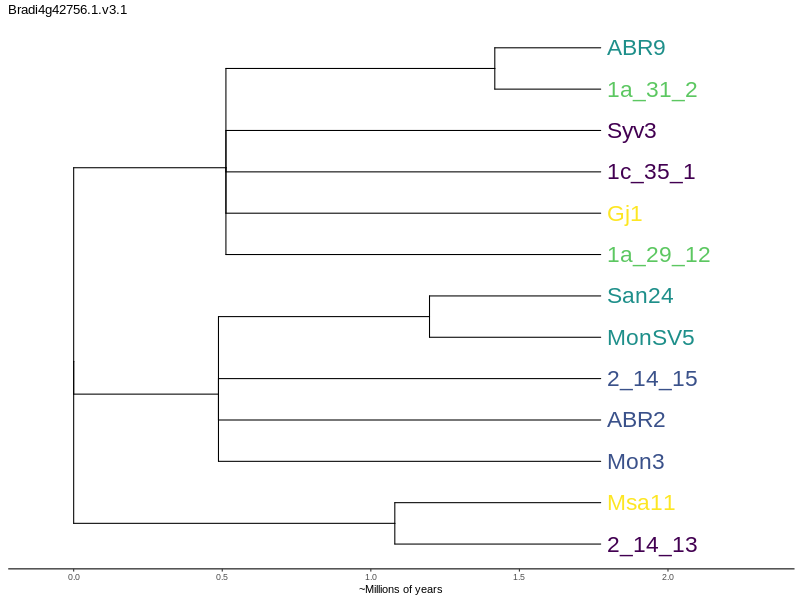 Bradi4g42756.1.v3.1
ABR9
1a_31_2
Syv3
1c_35_1
Gj1
1a_29_12
San24
MonSV5
2_14_15
ABR2
Mon3
Msa11
2_14_13
0.0 0.5 1.0 1.5 2.0
~Millions of years